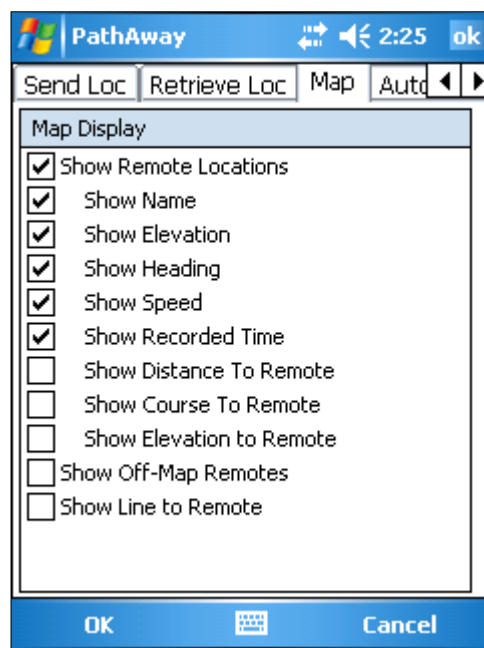 PathAway 2:25 ok
Send Loc Retrieve Loc Map Auto
Map Display
Show Remote Locations
Show Name
Show Elevation
Show Heading
Show Speed
Show Recorded Time
Show Distance To Remote
Show Course To Remote
Show Elevation to Remote
Show Off-Map Remotes
Show Line to Remote
OK Cancel